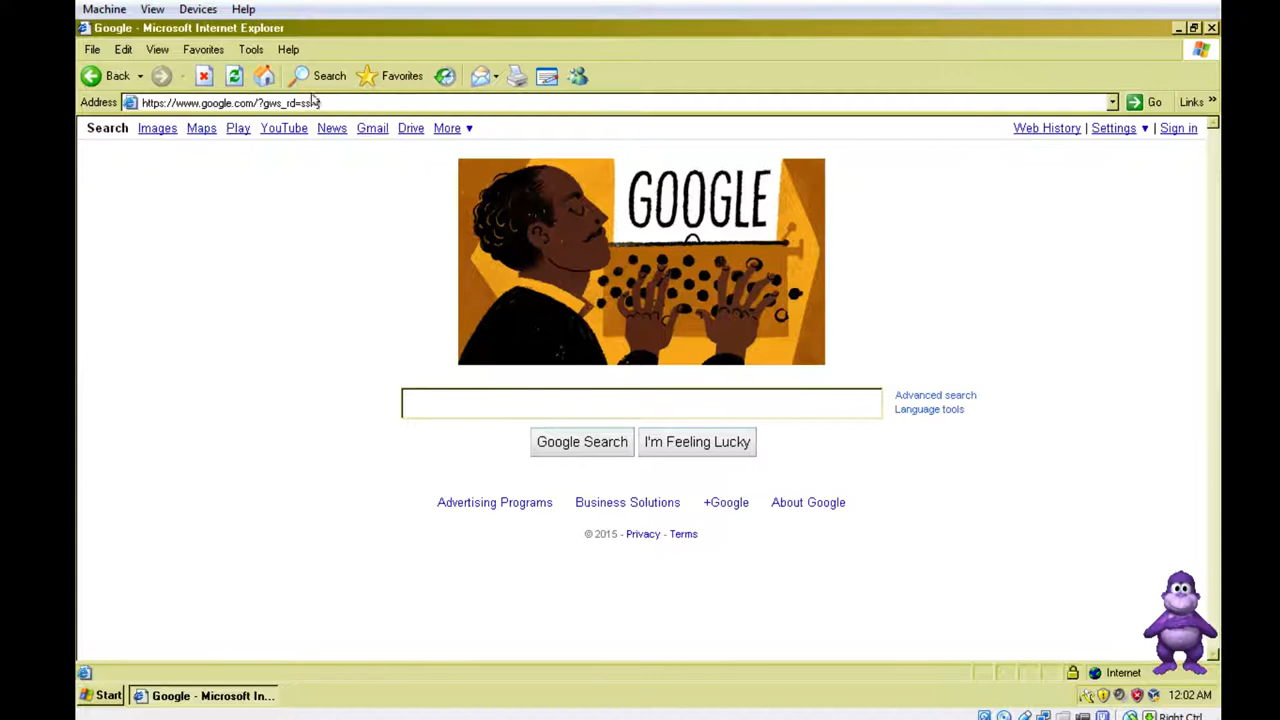 Machine View Devices Help
Google - Microsoft Internet Explorer
File Edit View Favorites Tools Help
Back Search Favorites
Address https://www.google.com/?gws_rd=ssl Go Links »
Search Images Maps Play YouTube News Gmail Drive More ▼ Web History | Settings ▼ | Sign in
GOOGLE
Advanced search
Language tools
Google Search I'm Feeling Lucky
Advertising Programs Business Solutions +Google About Google
© 2015 - Privacy - Terms
Internet
Start Google - Microsoft In... 12:02 AM
Right Ctrl